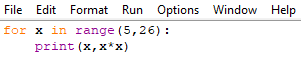 File Edit Format Run Options Window Help
for x in range(5,26):
    print(x,x*x)